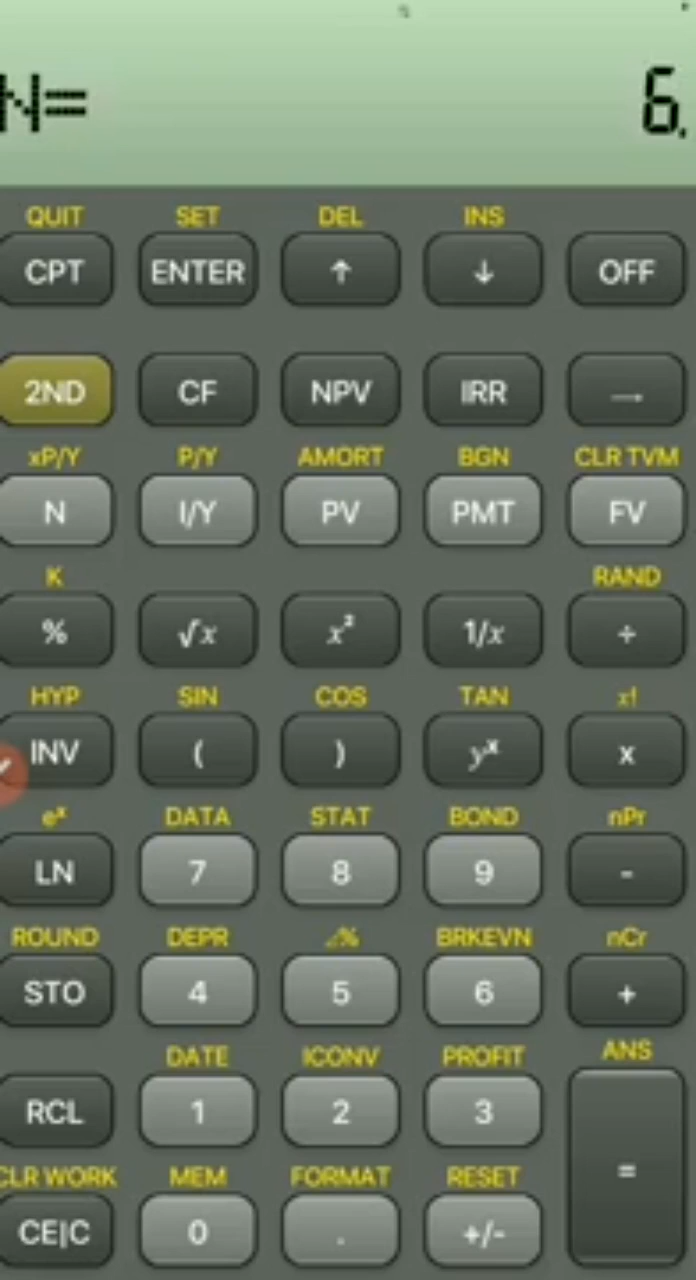 N= 6.
QUIT SET DEL INS
CPT ENTER ↑ ↓ OFF
2ND CF NPV IRR →
xP/Y P/Y AMORT BGN CLR TVM
N I/Y PV PMT FV
K RAND
% √x x² 1/x ÷
HYP SIN COS TAN x!
INV ( ) yˣ x
eˣ DATA STAT BOND nPr
LN 7 8 9 -
ROUND DEPR ⊿% BRKEVN nCr
STO 4 5 6 +
DATE ICONV PROFIT ANS
RCL 1 2 3 =
CLR WORK MEM FORMAT RESET
CE|C 0 . +/-